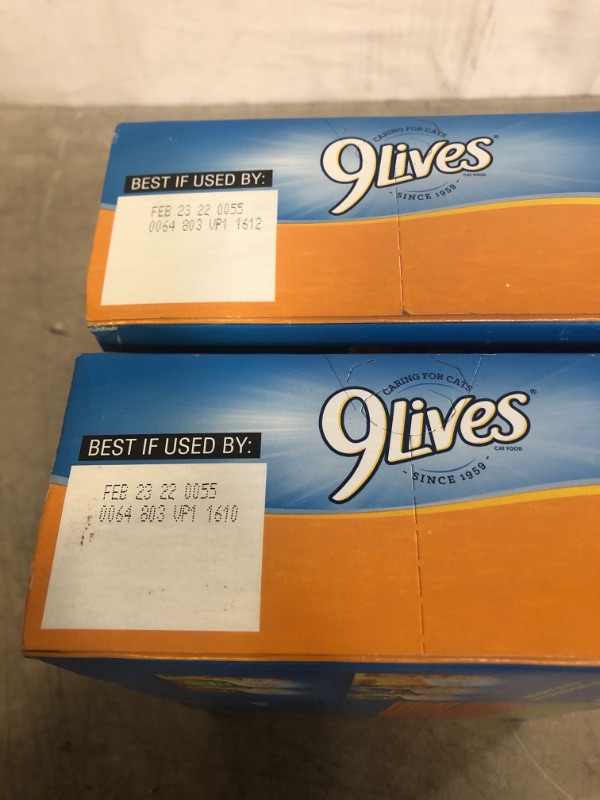 CARING FOR CATS
9Lives®
CAT FOOD
· SINCE 1959 ·
BEST IF USED BY:
FEB 23 22 0055
0064 803 VP1 1612
CARING FOR CATS
9Lives®
CAT FOOD
· SINCE 1959 ·
BEST IF USED BY:
FEB 23 22 0055
0064 803 VP1 1610